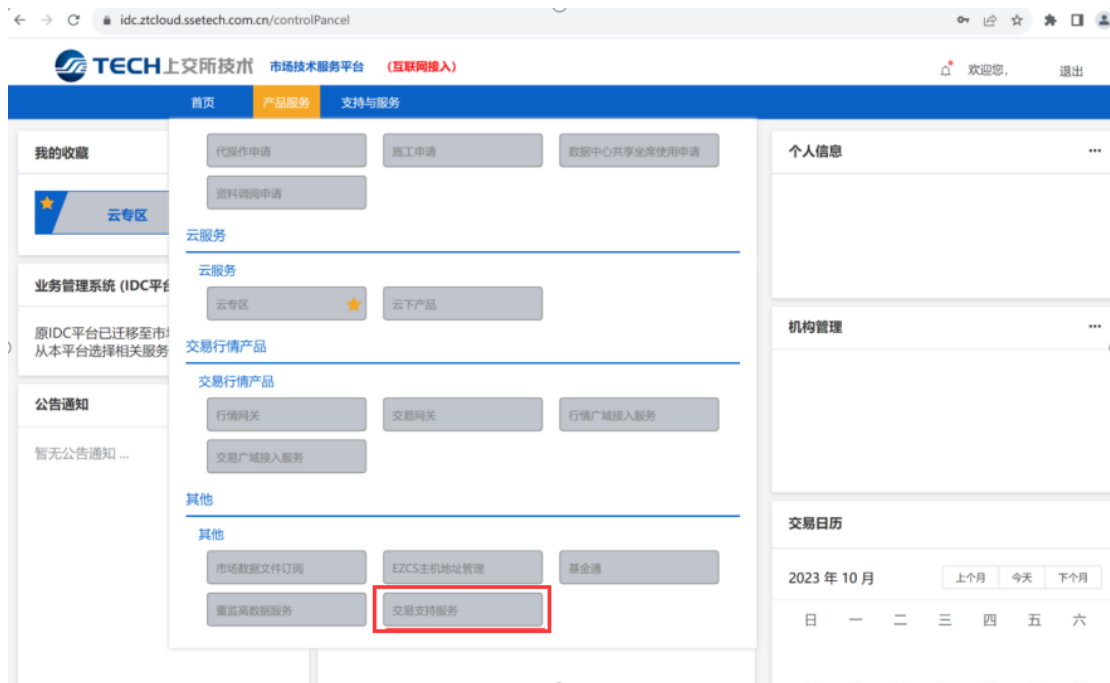 idc.ztcloud.ssetech.com.cn/controlPancel
TECH上交所技术 市场技术服务平台 (互联网接入)
欢迎您, 退出
首页 产品服务 支持与服务
我的收藏
云专区
业务管理系统 (IDC平台
原IDC平台已迁移至市
从本平台选择相关服务
公告通知
暂无公告通知 ...
代操作申请 施工申请 数据中心共享坐席使用申请
资料调阅申请
云服务
云服务
云专区 云下产品
交易行情产品
交易行情产品
行情网关 交易网关 行情广域接入服务
交易广域接入服务
其他
其他
市场数据文件订阅 EZCS主机地址管理 基金通
董监高数据服务 交易支持服务
个人信息 ...
机构管理 ...
交易日历
2023 年 10 月 上个月 今天 下个月
日 一 二 三 四 五 六